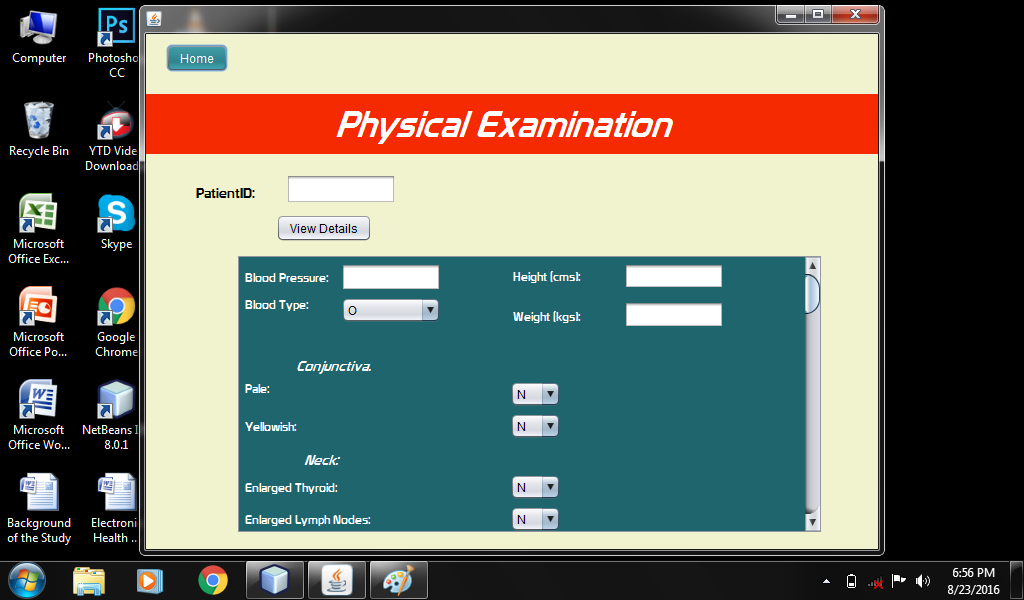 Computer
Photosho
CC
Recycle Bin
YTD Vide
Download
Microsoft
Office Exc...
Skype
Microsoft
Office Po...
Google
Chrome
Microsoft
Office Wo...
NetBeans I
8.0.1
Background
of the Study
Electroni
Health ...
Home
Physical Examination
PatientID:
View Details
Blood Pressure:
Height (cms):
Blood Type:
O
Weight (kgs):
Conjunctiva.
Pale:
N
Yellowish:
N
Neck:
Enlarged Thyroid:
N
Enlarged Lymph Nodes:
N
6:56 PM
8/23/2016